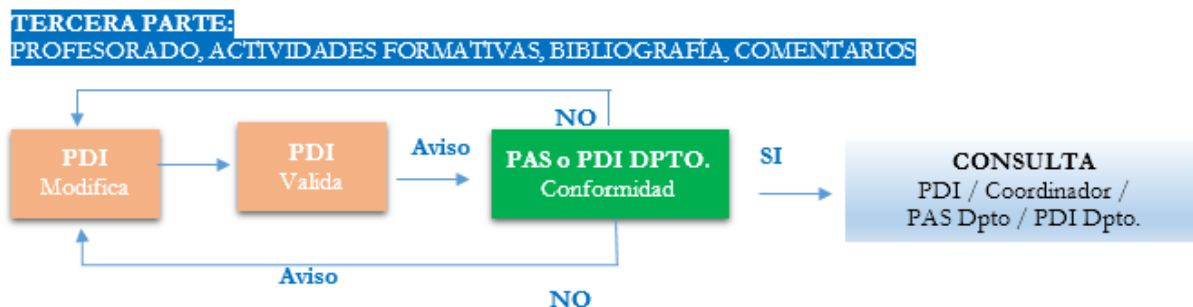 TERCERA PARTE:
PROFESORADO, ACTIVIDADES FORMATIVAS, BIBLIOGRAFÍA, COMENTARIOS
NO
PDI
Modifica
PDI
Valida
Aviso
PAS o PDI DPTO.
Conformidad
SI
CONSULTA
PDI / Coordinador /
PAS Dpto / PDI Dpto.
Aviso
NO